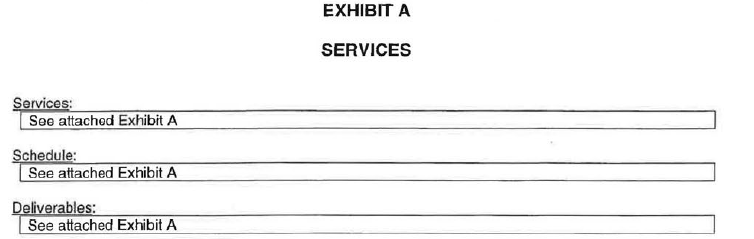 EXHIBIT A
SERVICES
Services:
See attached Exhibit A
Schedule:
See attached Exhibit A
Deliverables:
See attached Exhibit A